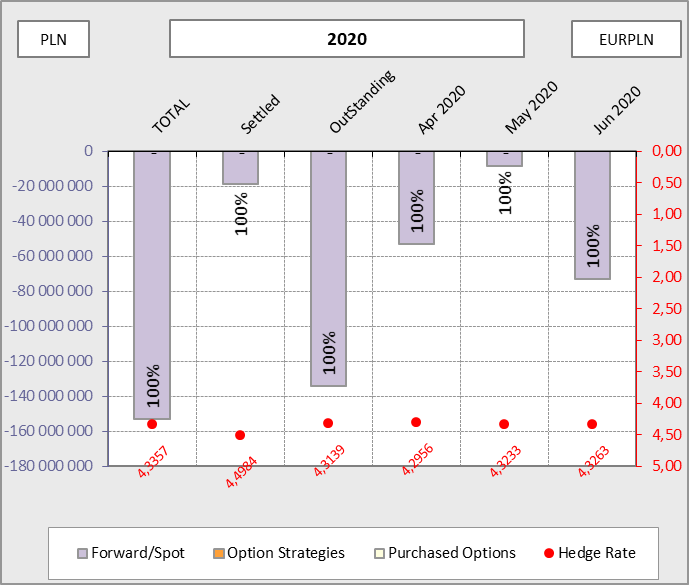 PLN
2020
EURPLN
TOTAL
Settled
OutStanding
Apr 2020
May 2020
Jun 2020
0
-20 000 000
-40 000 000
-60 000 000
-80 000 000
-100 000 000
-120 000 000
-140 000 000
-160 000 000
-180 000 000
0,00
0,50
1,00
1,50
2,00
2,50
3,00
3,50
4,00
4,50
5,00
100%
100%
100%
100%
100%
100%
4,3357
4,4984
4,3139
4,2956
4,3233
4,3263
Forward/Spot
Option Strategies
Purchased Options
Hedge Rate